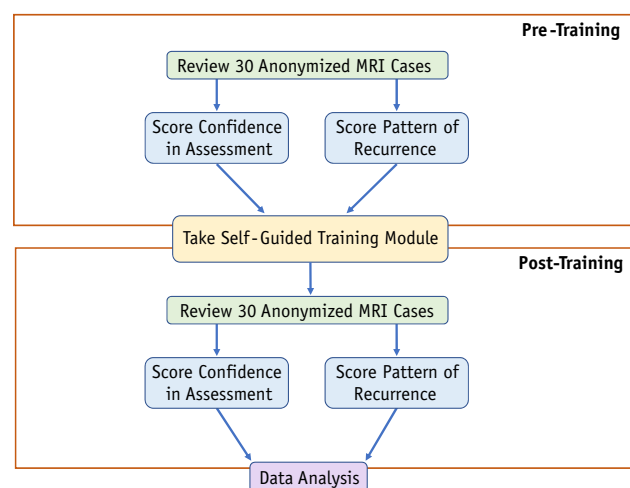 Pre-Training
Review 30 Anonymized MRI Cases
Score Confidence
in Assessment
Score Pattern of
Recurrence
Take Self-Guided Training Module
Post-Training
Review 30 Anonymized MRI Cases
Score Confidence
in Assessment
Score Pattern of
Recurrence
Data Analysis